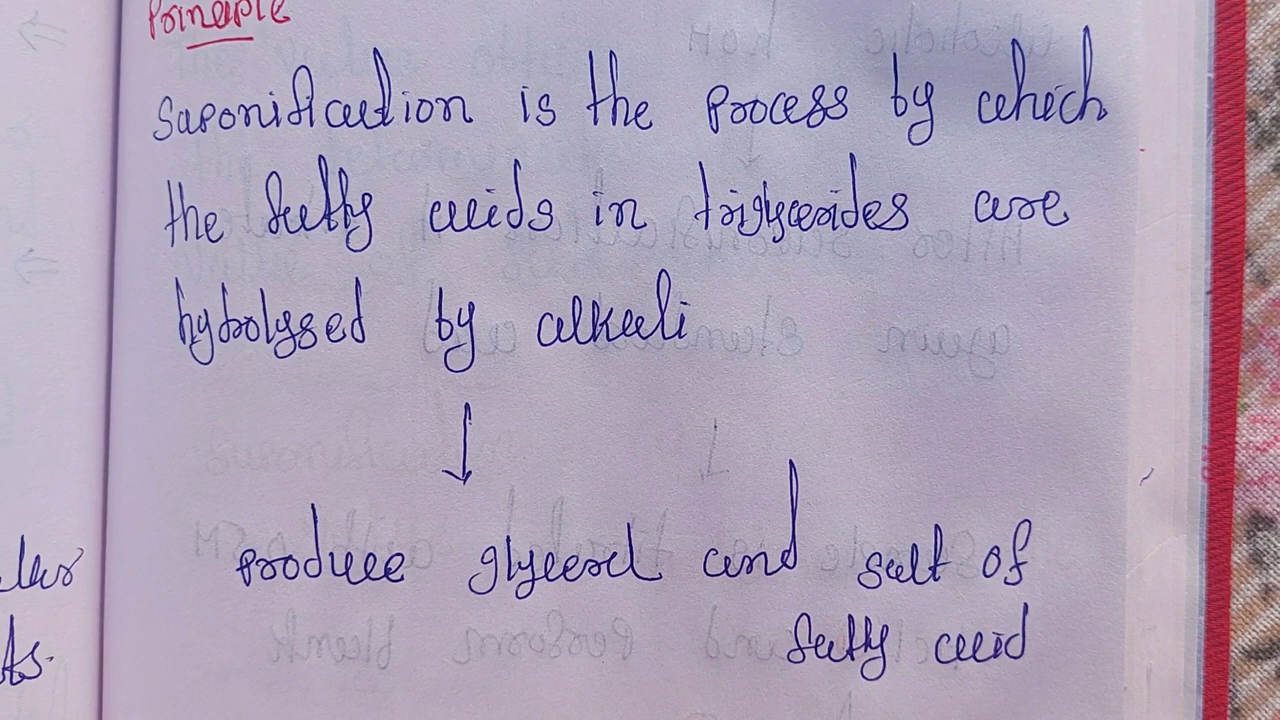 Principle
Saponification is the process by which
the fatty acids in triglycerides are
hydrolysed by alkali
↓
produce glycerol and salt of
fatty acid